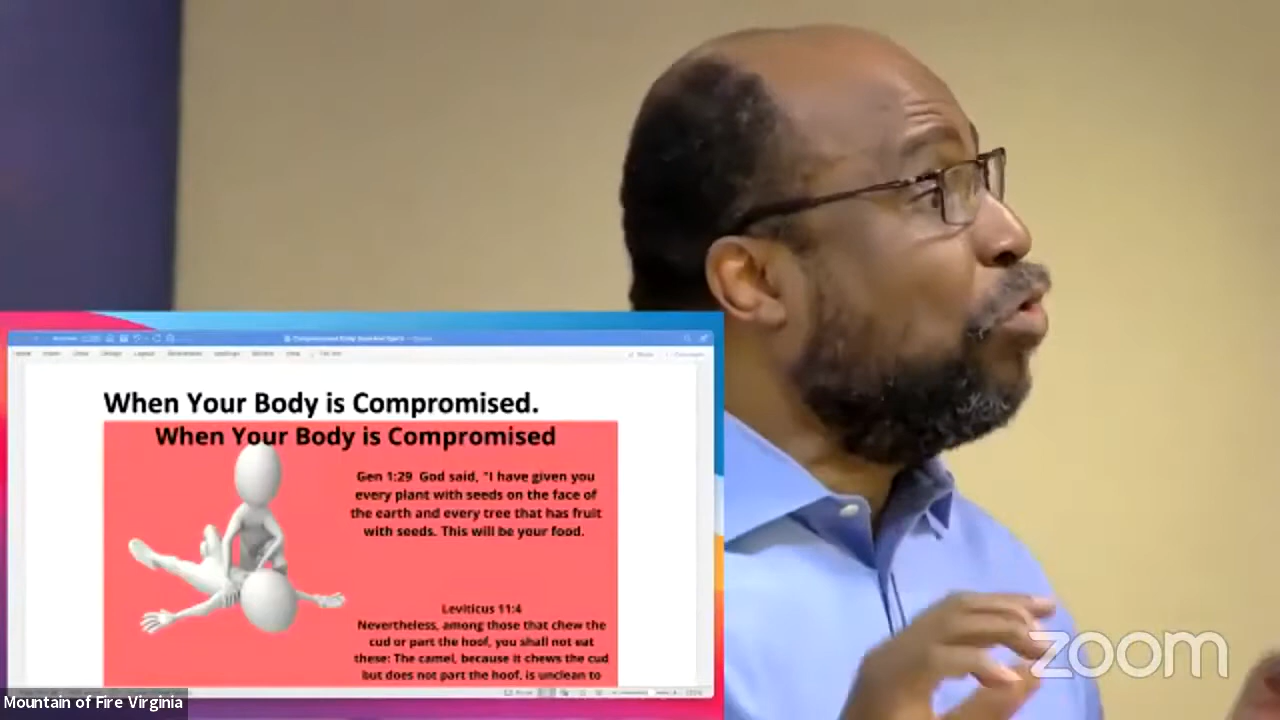 When Your Body is Compromised.
When Your Body is Compromised
Gen 1:29 God said, "I have given you
every plant with seeds on the face of
the earth and every tree that has fruit
with seeds. This will be your food.
Leviticus 11:4
Nevertheless, among those that chew the
cud or part the hoof, you shall not eat
these: The camel, because it chews the cud
but does not part the hoof, is unclean to
zoom
Mountain of Fire Virginia